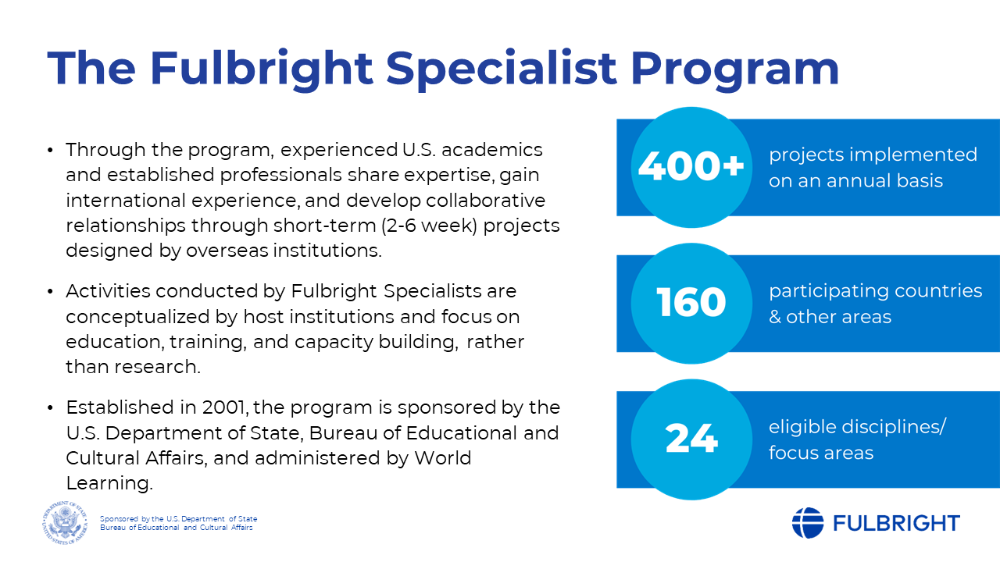 The Fulbright Specialist Program
• Through the program, experienced U.S. academics
and established professionals share expertise, gain
international experience, and develop collaborative
relationships through short-term (2-6 week) projects
designed by overseas institutions.
• Activities conducted by Fulbright Specialists are
conceptualized by host institutions and focus on
education, training, and capacity building, rather
than research.
• Established in 2001, the program is sponsored by the
U.S. Department of State, Bureau of Educational and
Cultural Affairs, and administered by World
Learning.
400+
projects implemented
on an annual basis
160
participating countries
& other areas
24
eligible disciplines/
focus areas
DEPARTMENT OF STATE
UNITED STATES OF AMERICA
Sponsored by the U.S. Department of State
Bureau of Educational and Cultural Affairs
FULBRIGHT